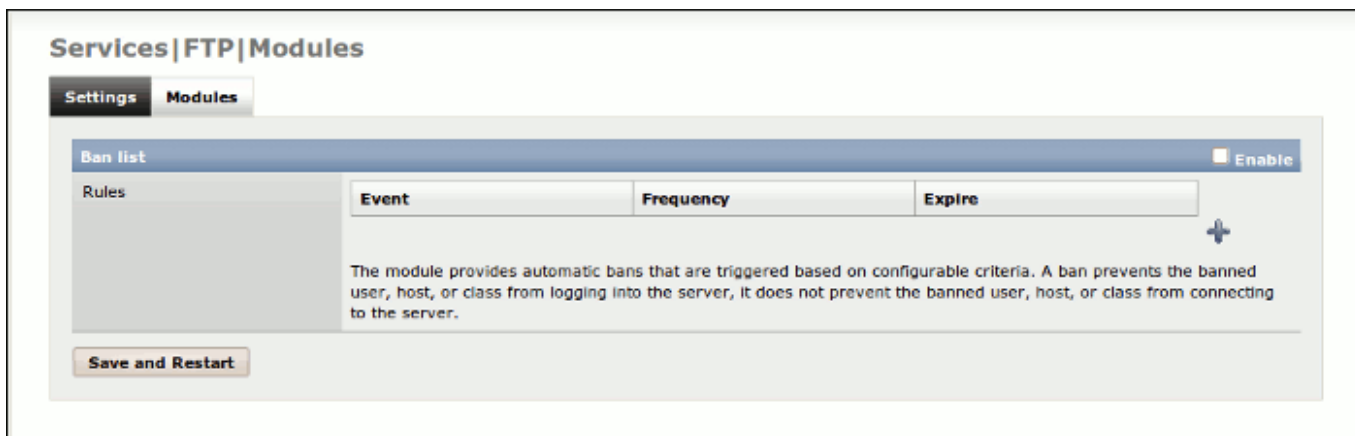 Services|FTP|Modules
Settings Modules
Ban list Enable
Rules
Event Frequency Expire
The module provides automatic bans that are triggered based on configurable criteria. A ban prevents the banned
user, host, or class from logging into the server, it does not prevent the banned user, host, or class from connecting
to the server.
Save and Restart